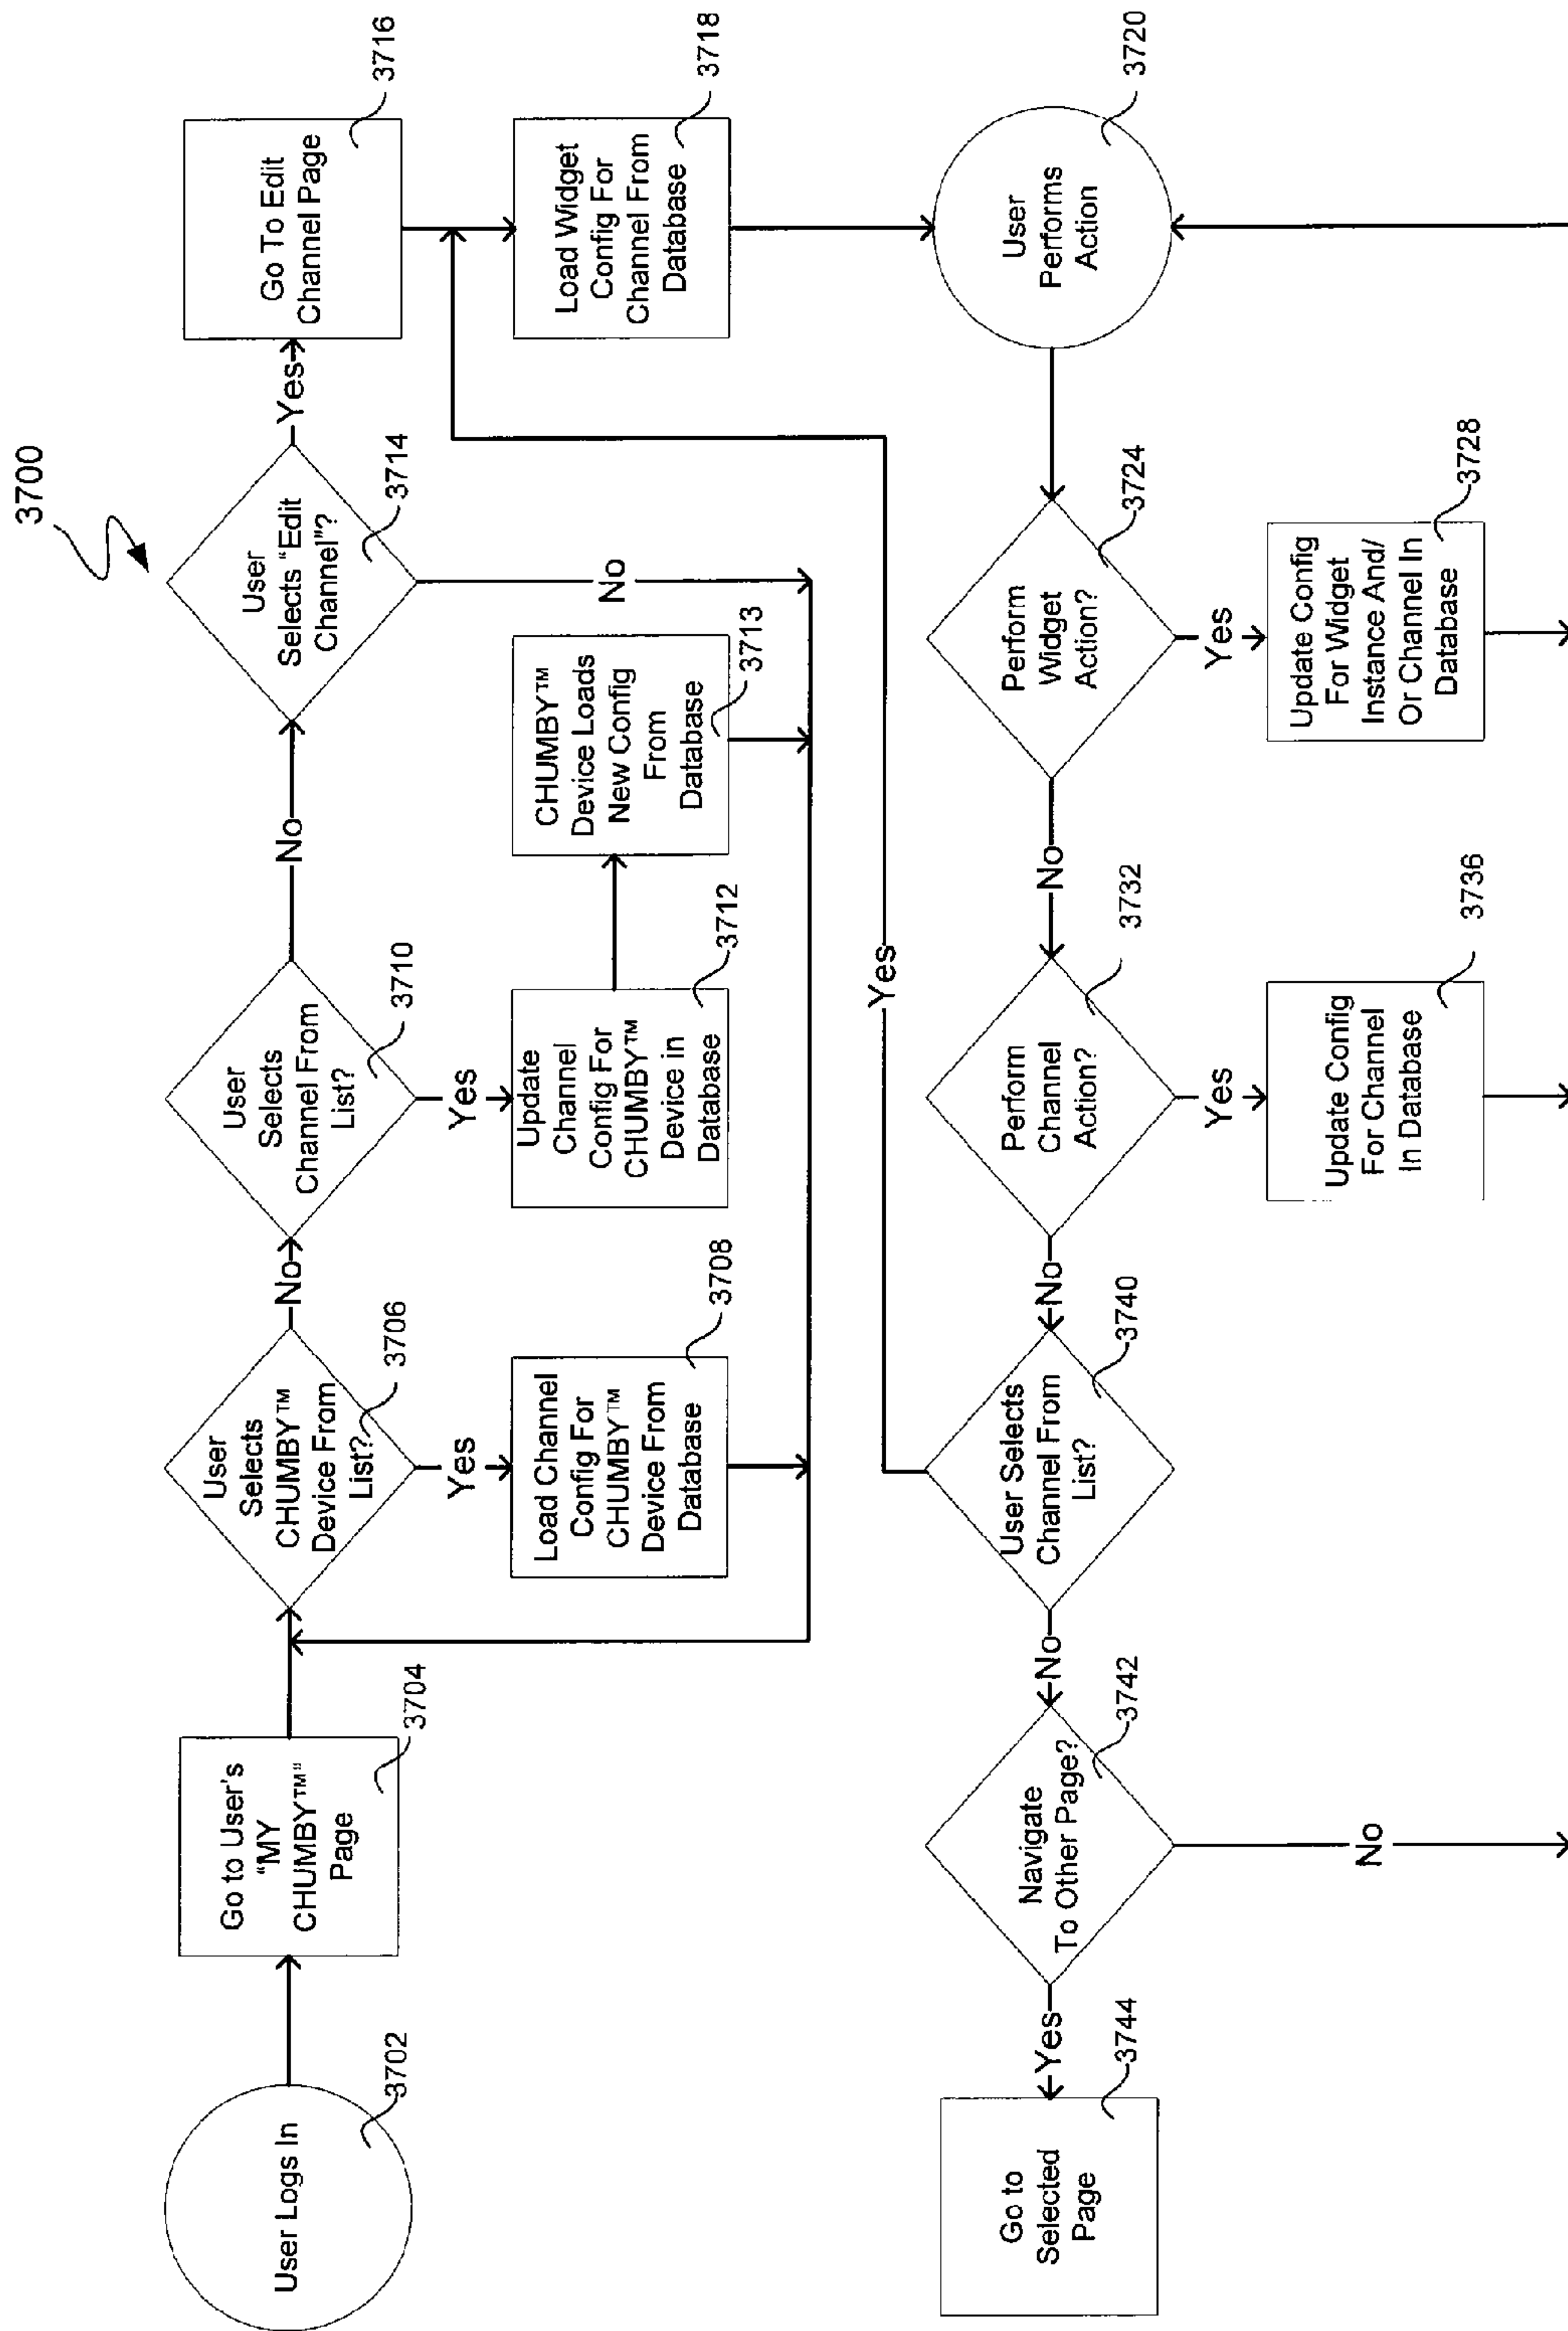 3700
User Logs In
3702
Go to User's
“MY
CHUMBY™”
Page
3704
User
Selects
CHUMBY™
Device From
List?
3706
No
Yes
Load Channel
Config For
CHUMBY™
Device From
Database
3708
User
Selects
Channel From
List?
3710
No
Yes
Update
Channel
Config For
CHUMBY™
Device in
Database
3712
CHUMBY™
Device Loads
New Config
From
Database
3713
User
Selects “Edit
Channel”?
3714
No
Yes
Go To Edit
Channel Page
3716
Load Widget
Config For
Channel From
Database
3718
User
Performs
Action
3720
Perform
Widget
Action?
3724
Yes
Update Config
For Widget
Instance And/
Or Channel In
Database
3728
No
Perform
Channel
Action?
3732
Yes
Update Config
For Channel
In Database
3736
No
User Selects
Channel From
List?
3740
Yes
No
Navigate
To Other Page?
3742
No
Yes
Go to
Selected
Page
3744